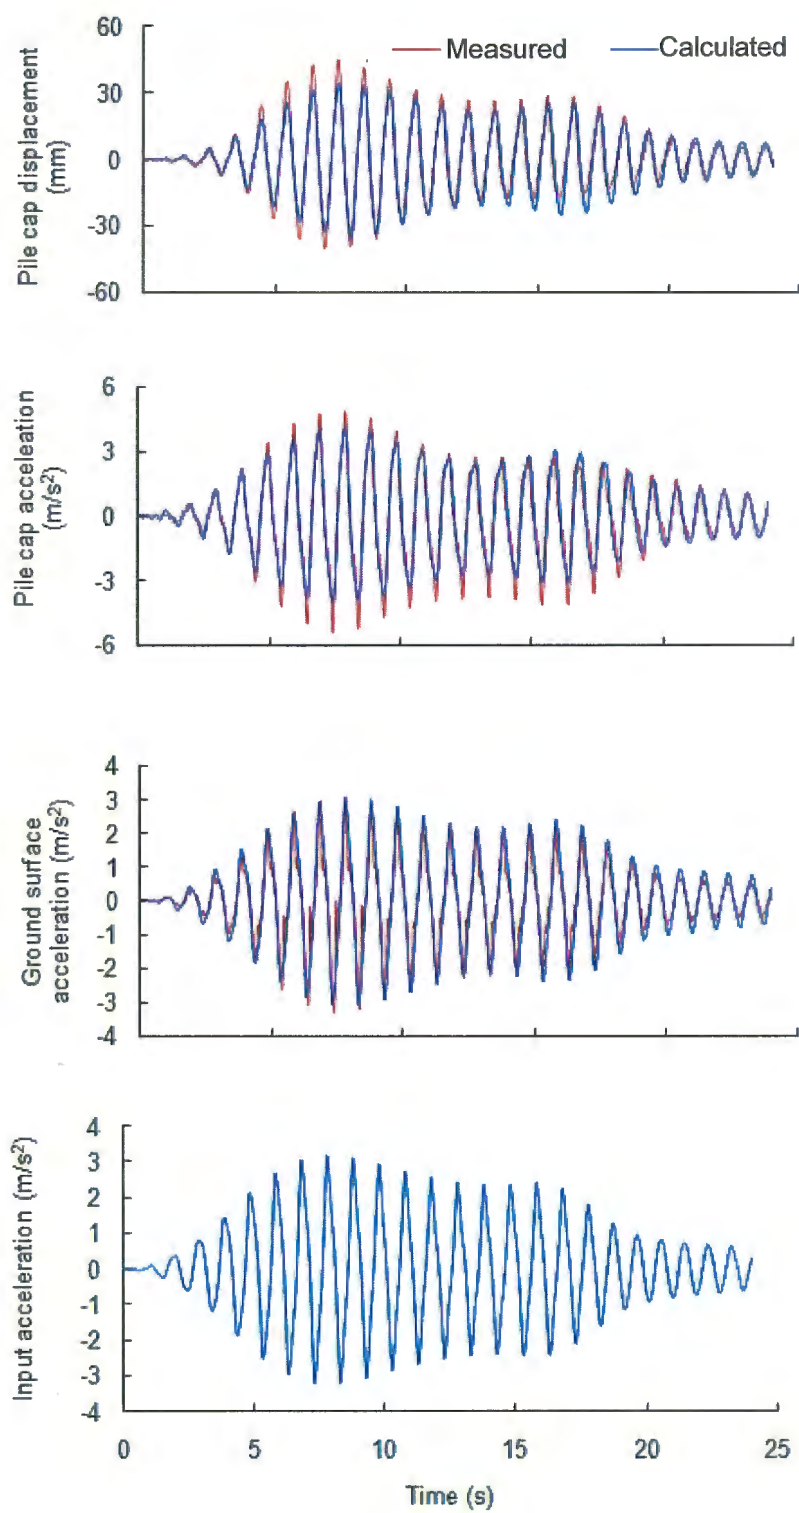 Measured Calculated
Pile cap displacement
(mm)
60
30
0
-30
-60
Pile cap acceleation
(m/s²)
6
3
0
-3
-6
Ground surface
acceleration (m/s²)
4
3
2
1
0
-1
-2
-3
-4
Input acceleration (m/s²)
4
3
2
1
0
-1
-2
-3
-4
0 5 10 15 20 25
Time (s)